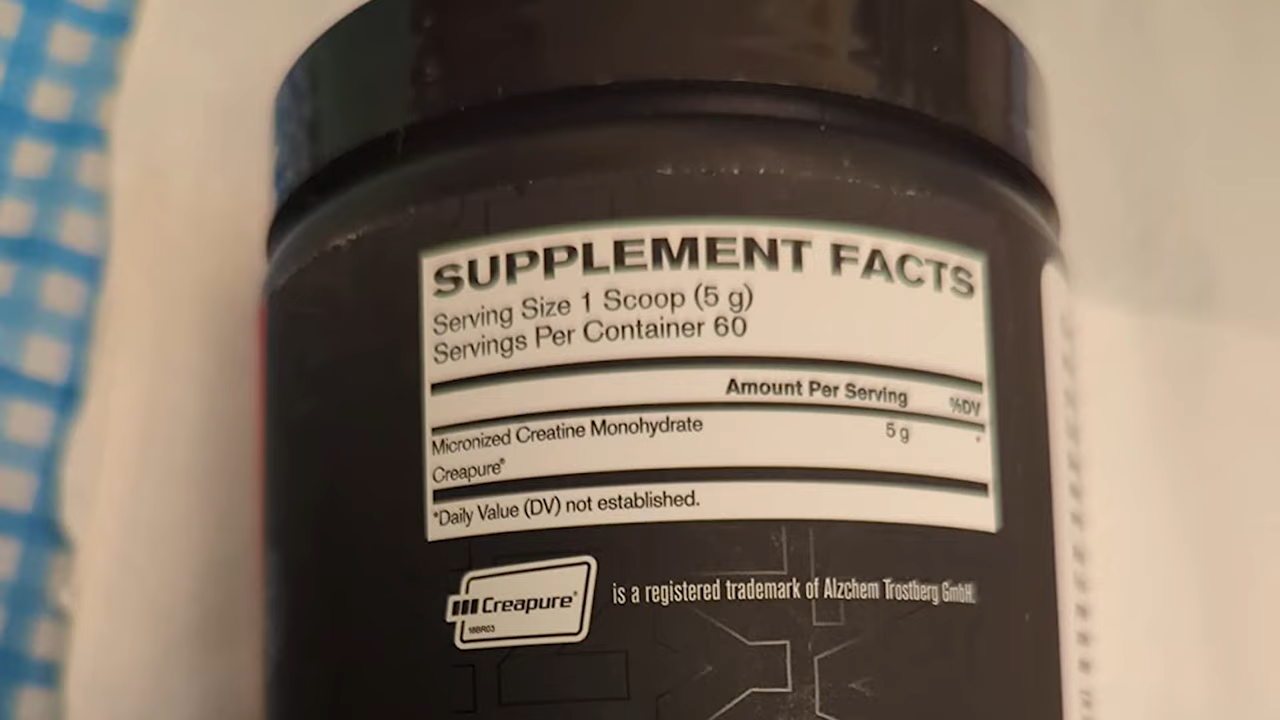 SUPPLEMENT FACTS
Serving Size 1 Scoop (5 g)
Servings Per Container 60
Amount Per Serving %DV
Micronized Creatine Monohydrate 5 g *
Creapure®
*Daily Value (DV) not established.
Creapure®
is a registered trademark of Alzchem Trostberg GmbH.